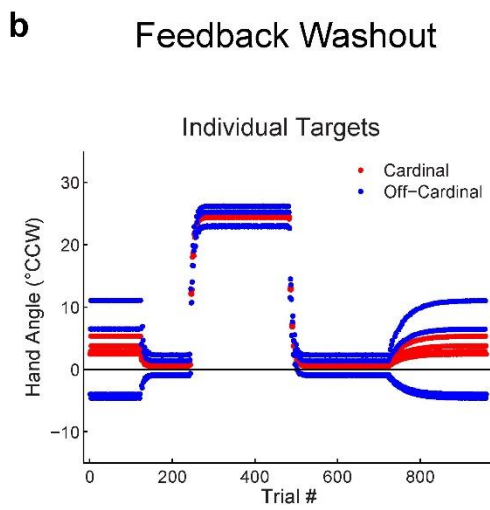 b
Feedback Washout
Individual Targets
Cardinal
Off-Cardinal
Hand Angle (°CCW)
30
20
10
0
-10
0
200
400
600
800
Trial #